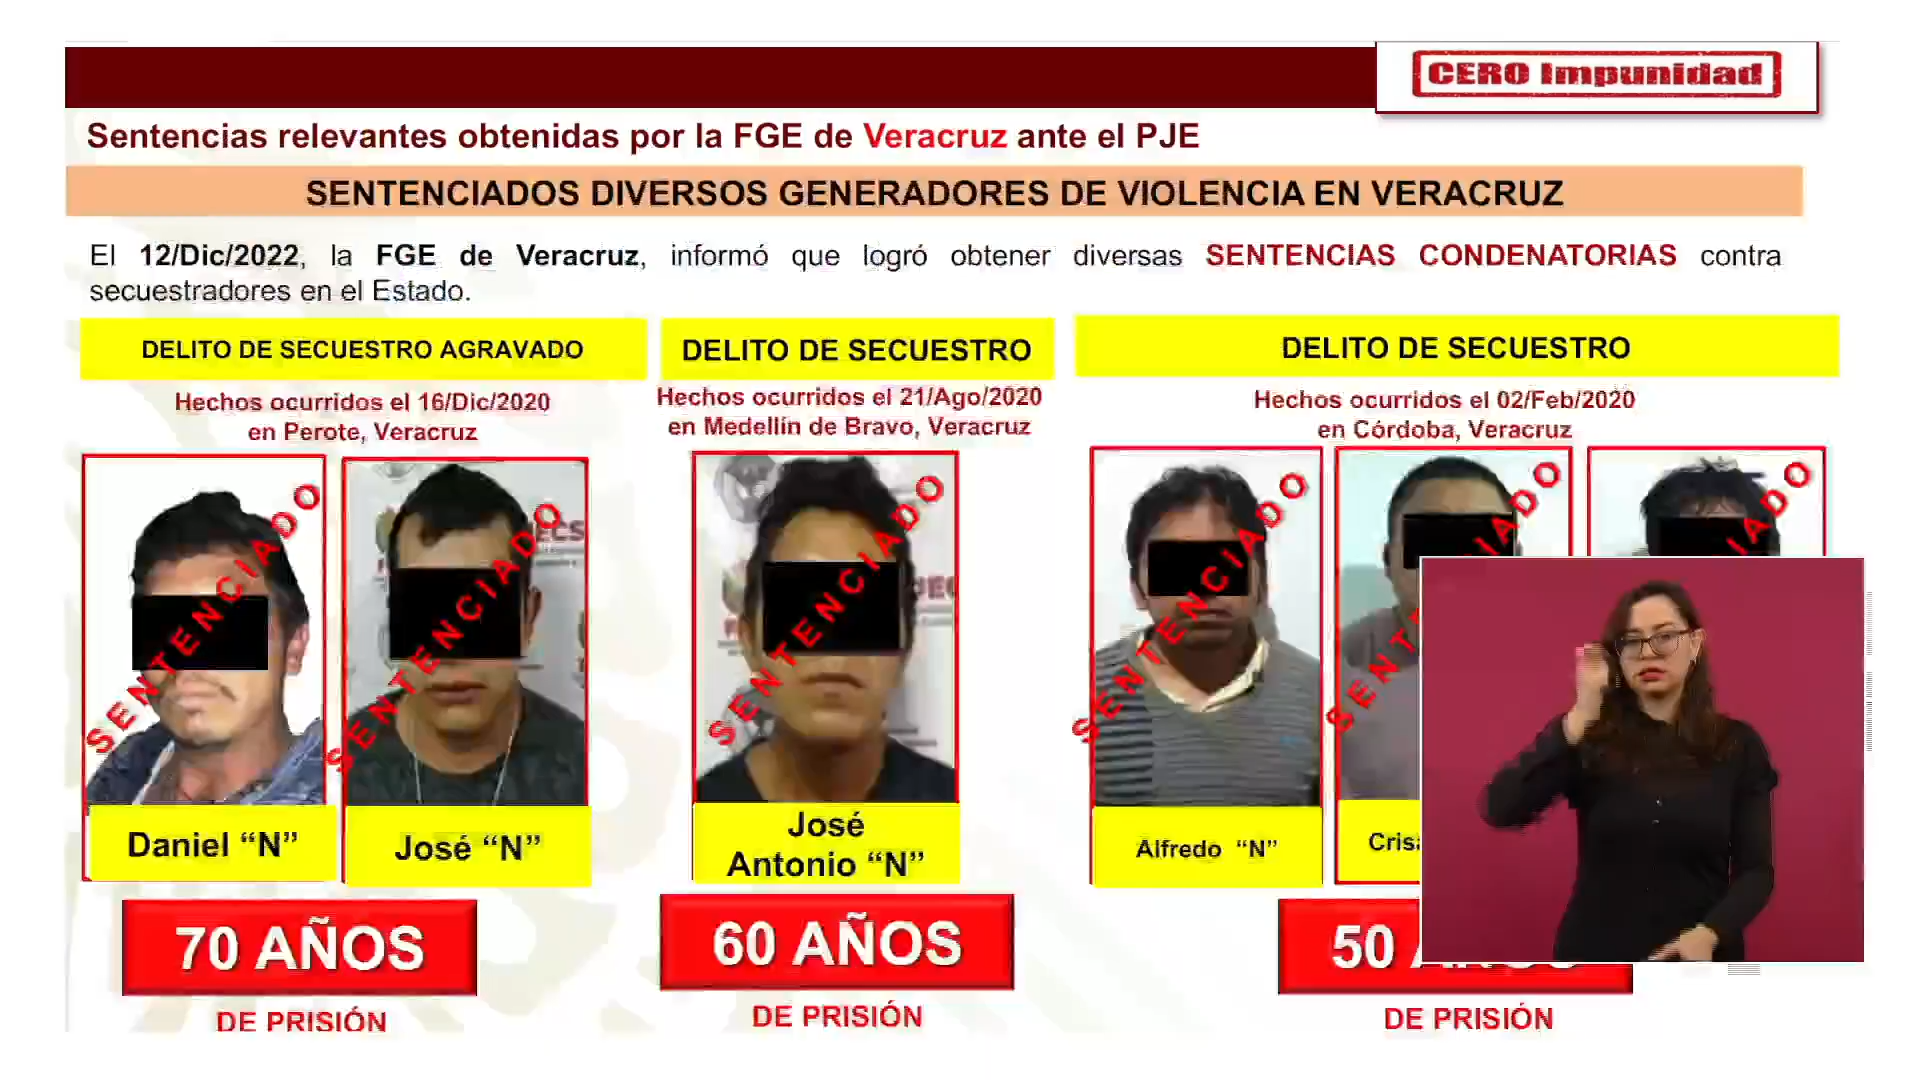 CERO Impunidad
Sentencias relevantes obtenidas por la FGE de Veracruz ante el PJE
SENTENCIADOS DIVERSOS GENERADORES DE VIOLENCIA EN VERACRUZ
El 12/Dic/2022, la FGE de Veracruz, informó que logró obtener diversas SENTENCIAS CONDENATORIAS contra
secuestradores en el Estado.
DELITO DE SECUESTRO AGRAVADO
Hechos ocurridos el 16/Dic/2020
en Perote, Veracruz
SENTENCIADO
SENTENCIADO
Daniel “N”
José “N”
70 AÑOS
DE PRISIÓN
DELITO DE SECUESTRO
Hechos ocurridos el 21/Ago/2020
en Medellín de Bravo, Veracruz
SENTENCIADO
José
Antonio “N”
60 AÑOS
DE PRISIÓN
DELITO DE SECUESTRO
Hechos ocurridos el 02/Feb/2020
en Córdoba, Veracruz
SENTENCIADO
Alfredo “N”
50
DE PRISIÓN